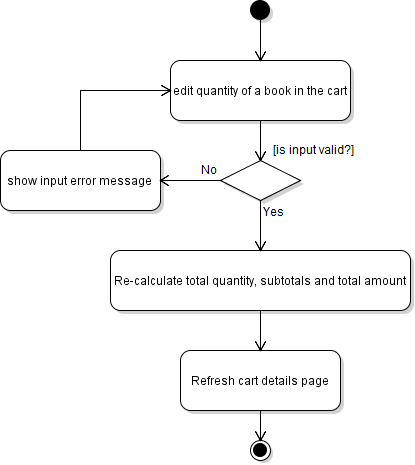 edit quantity of a book in the cart
[is input valid?]
No
show input error message
Yes
Re-calculate total quantity, subtotals and total amount
Refresh cart details page